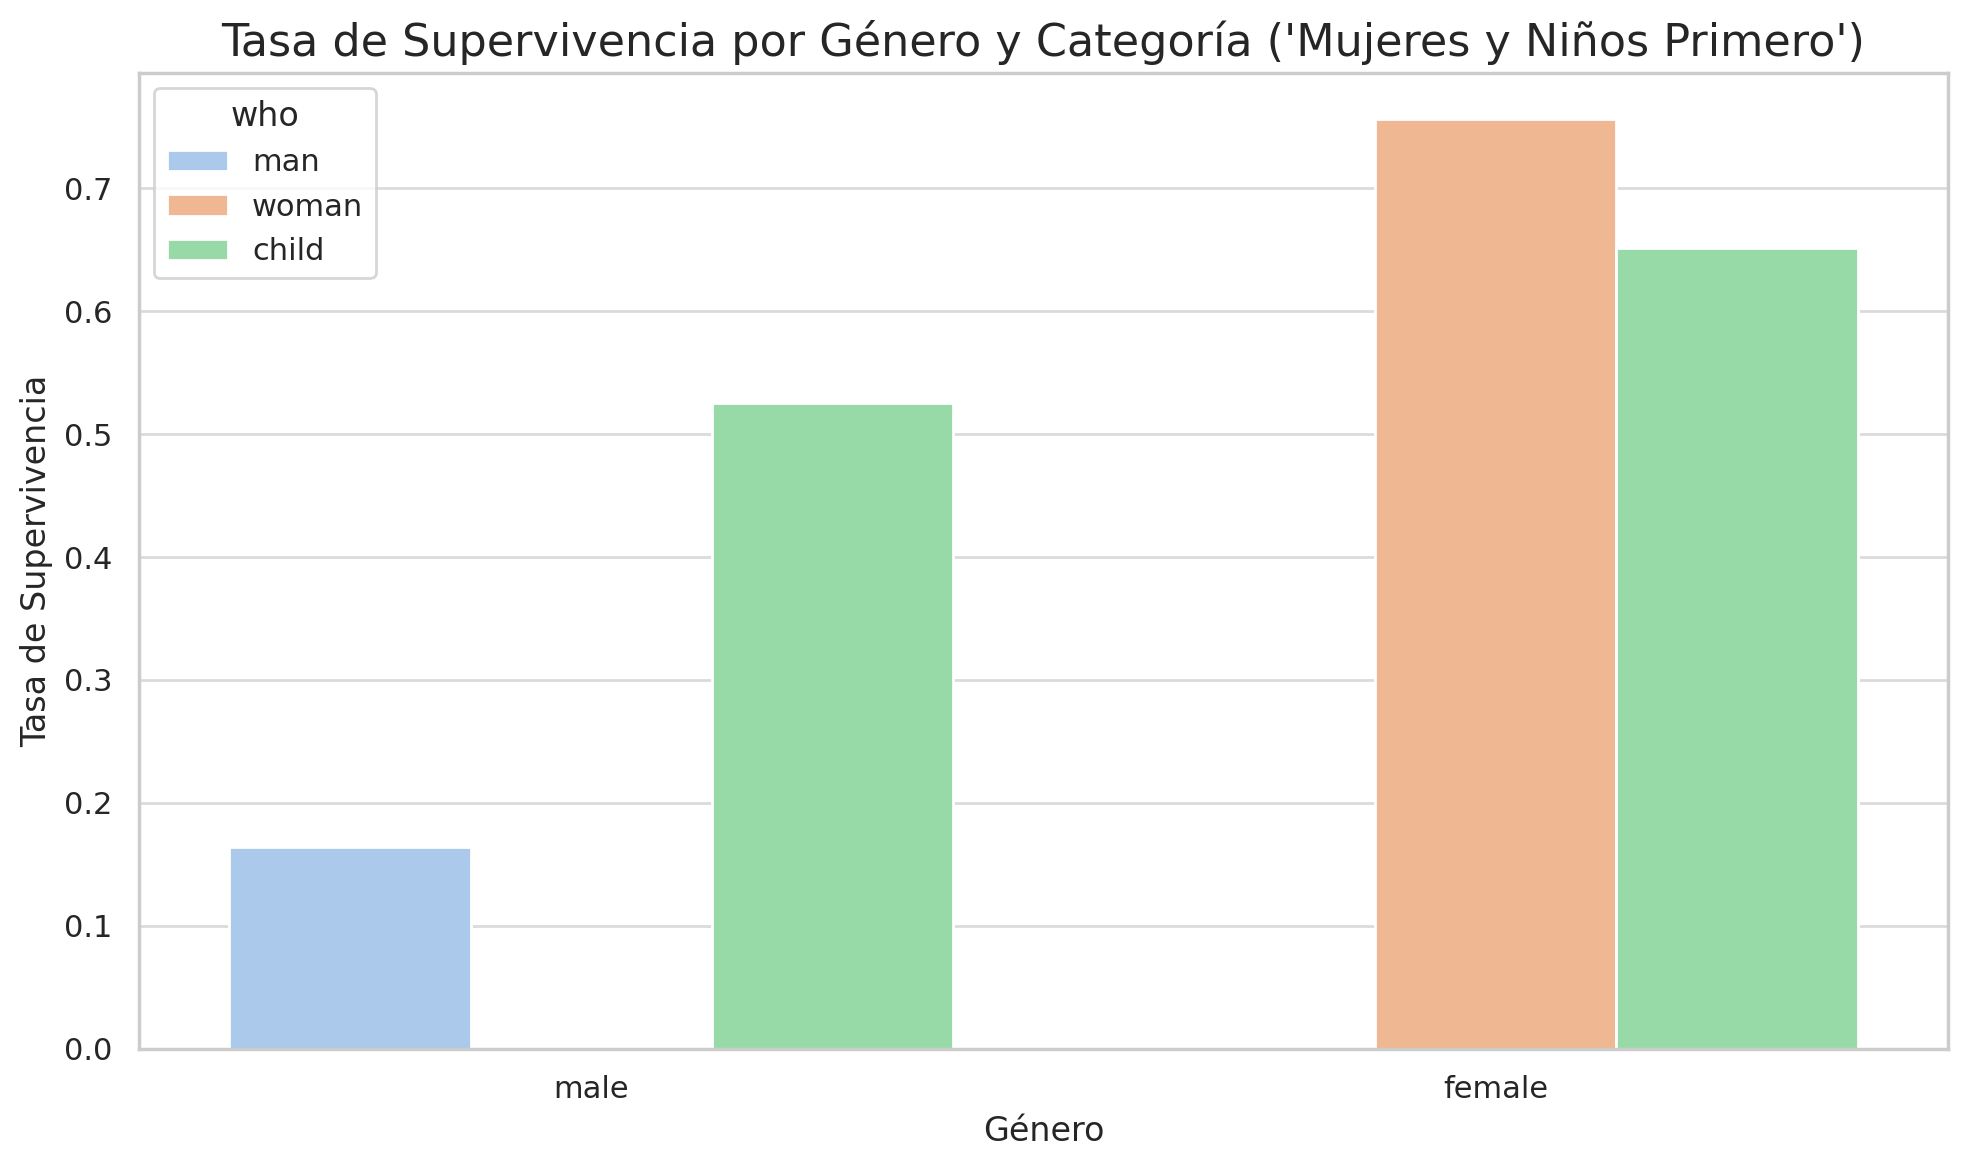 Tasa de Supervivencia por Género y Categoría ('Mujeres y Niños Primero')
who
man
woman
child
Tasa de Supervivencia
0.7
0.6
0.5
0.4
0.3
0.2
0.1
0.0
male
female
Género